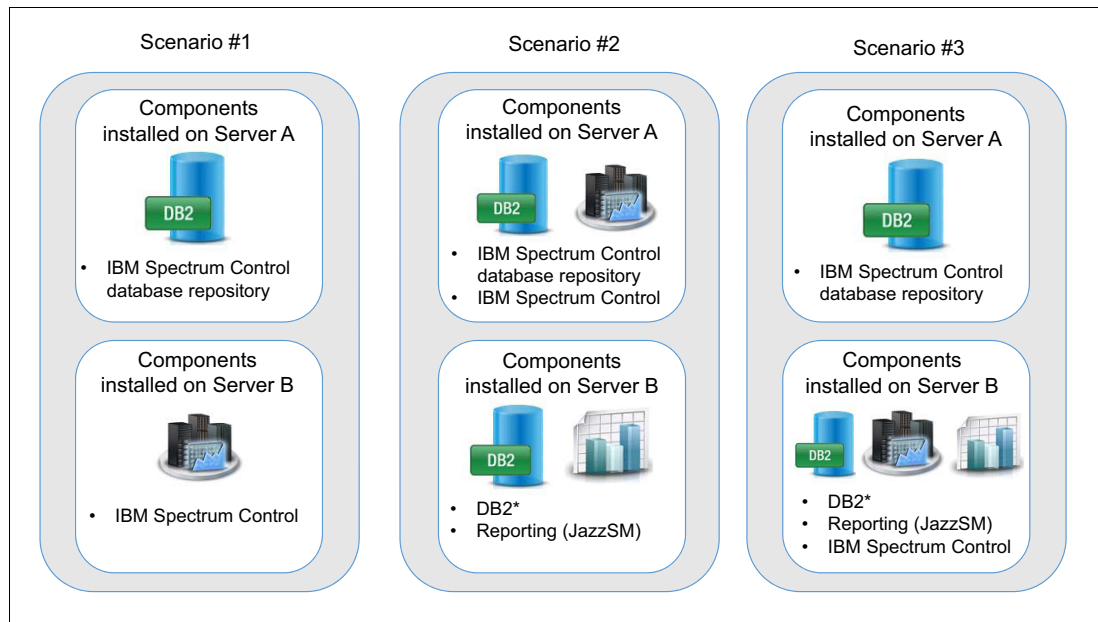 Scenario #1
Components
installed on Server A
DB2
• IBM Spectrum Control
database repository
Components
installed on Server B
• IBM Spectrum Control
Scenario #2
Components
installed on Server A
DB2
• IBM Spectrum Control
database repository
• IBM Spectrum Control
Components
installed on Server B
DB2
• DB2*
• Reporting (JazzSM)
Scenario #3
Components
installed on Server A
DB2
• IBM Spectrum Control
database repository
Components
installed on Server B
DB2
• DB2*
• Reporting (JazzSM)
• IBM Spectrum Control